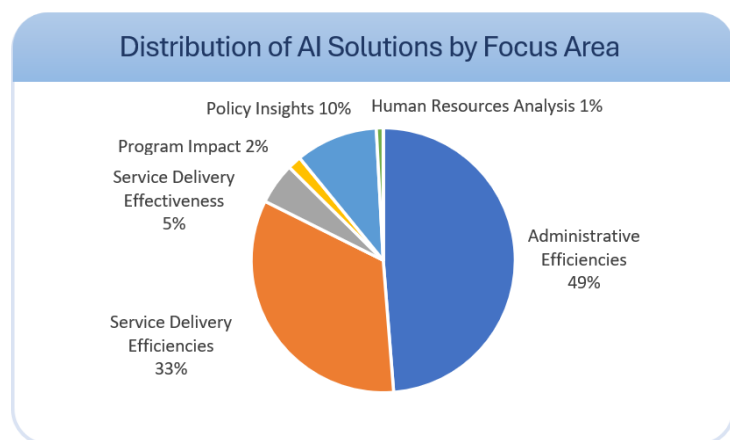 Distribution of AI Solutions by Focus Area
Policy Insights 10%
Human Resources Analysis 1%
Program Impact 2%
Service Delivery
Effectiveness
5%
Administrative
Efficiencies
49%
Service Delivery
Efficiencies
33%